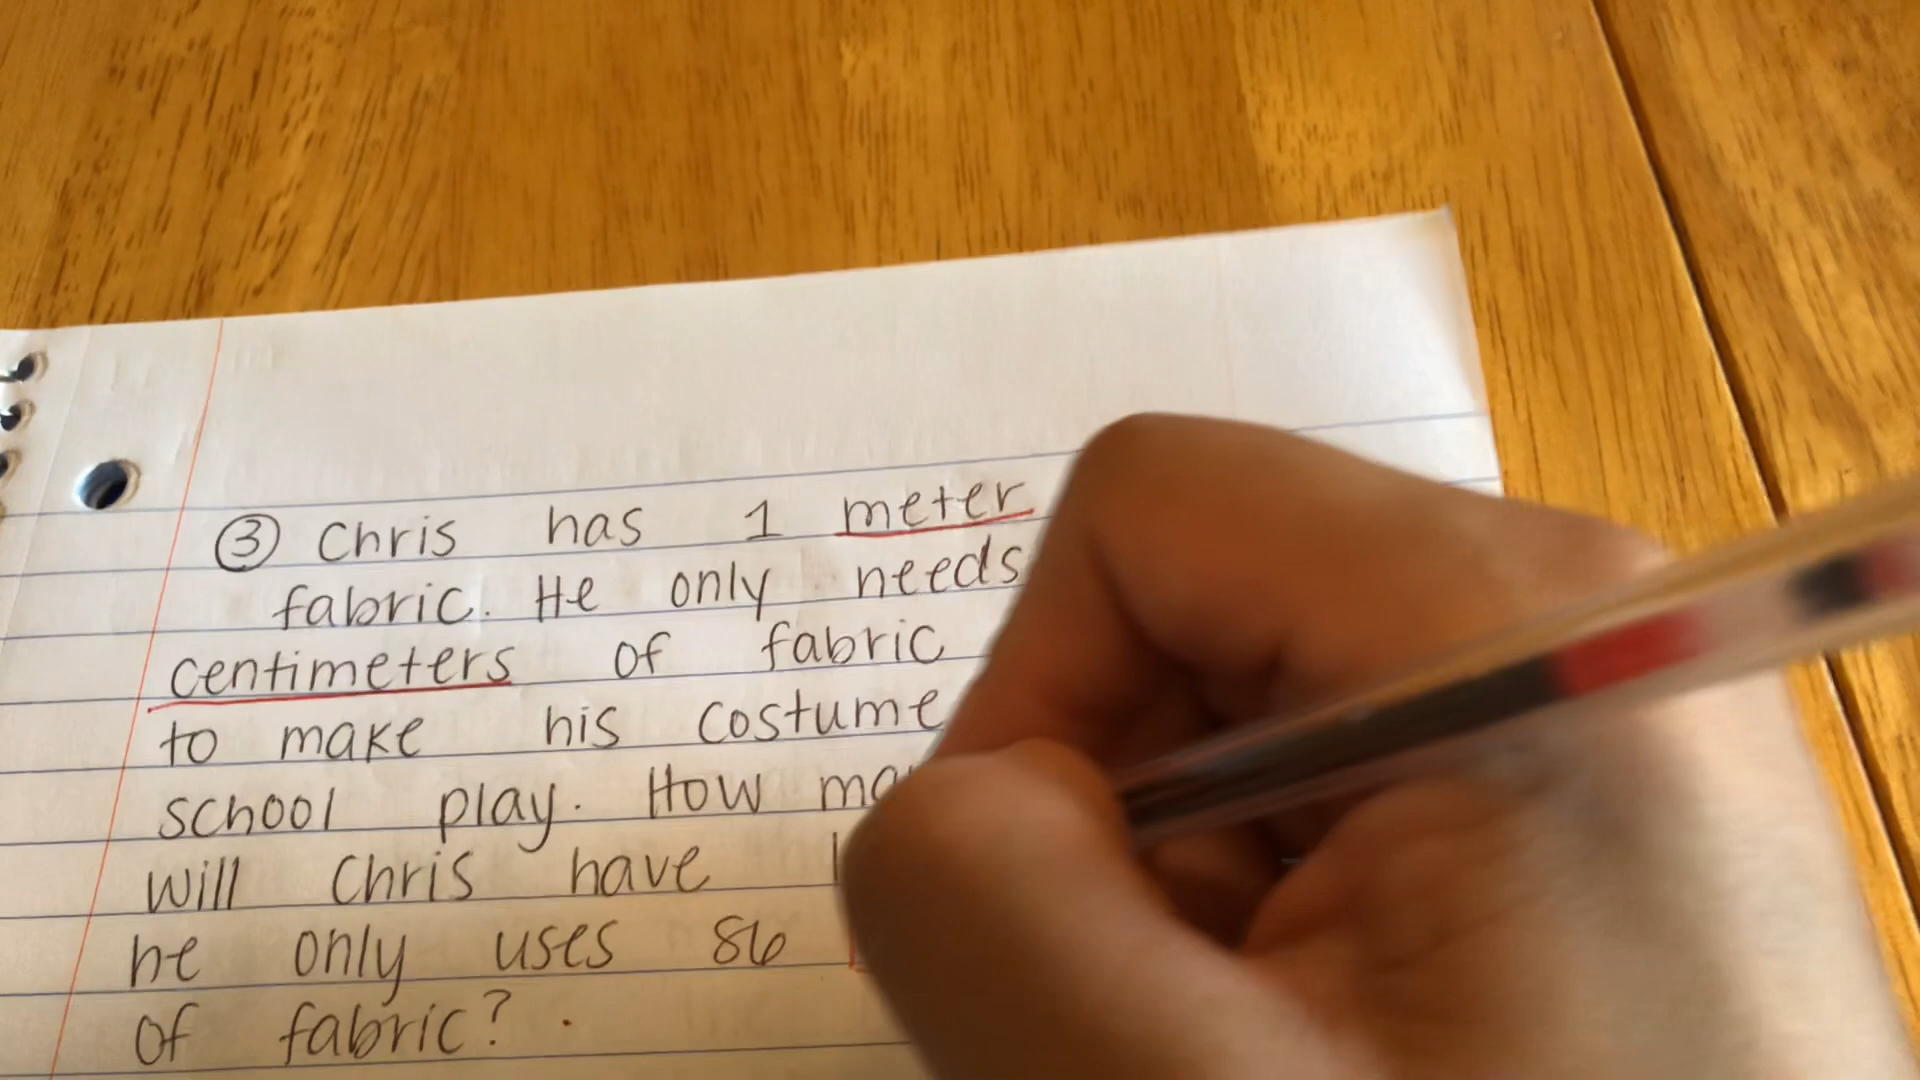 ③ Chris has 1 meter
fabric. He only needs
centimeters of fabric
to make his costume
school play. How
will Chris have
he only uses 86
of fabric?